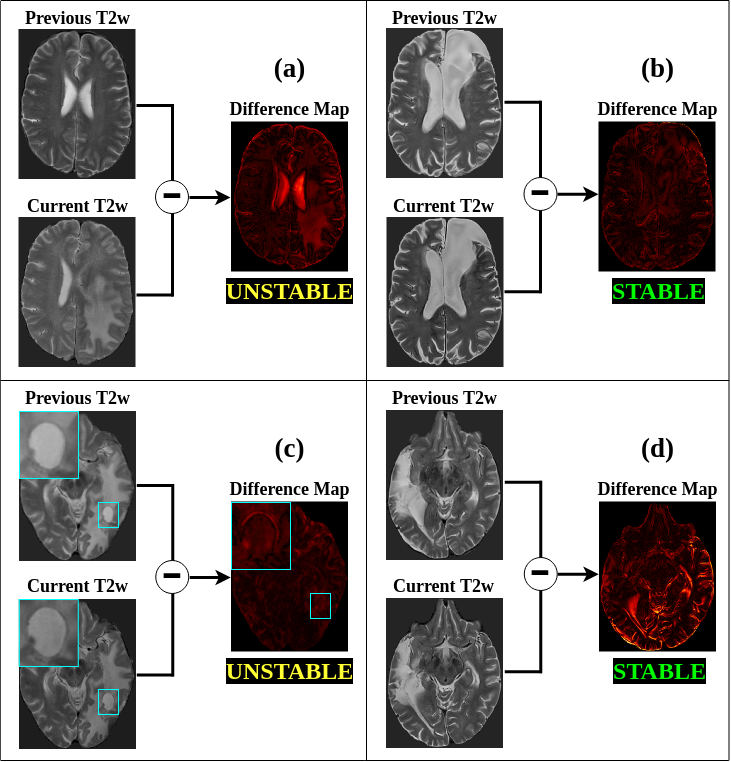 Previous T2w
(a)
Difference Map
Current T2w
UNSTABLE
Previous T2w
(b)
Difference Map
Current T2w
STABLE
Previous T2w
(c)
Difference Map
Current T2w
UNSTABLE
Previous T2w
(d)
Difference Map
Current T2w
STABLE